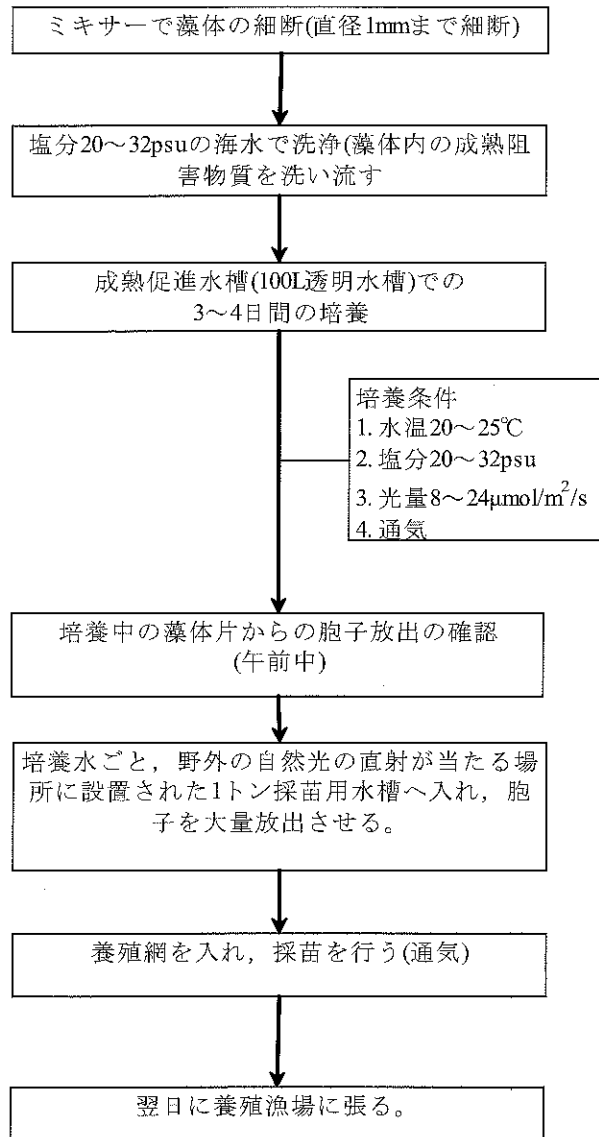 ミキサーで藻体の細断(直径1mmまで細断)
塩分20～32psuの海水で洗浄(藻体内の成熟阻
害物質を洗い流す
成熟促進水槽(100L透明水槽)での
3～4日間の培養
培養条件
1. 水温20～25℃
2. 塩分20～32psu
3. 光量8～24μmol/m²/s
4. 通気
培養中の藻体片からの胞子放出の確認
(午前中)
培養水ごと，野外の自然光の直射が当たる場
所に設置された1トン採苗用水槽へ入れ，胞
子を大量放出させる。
養殖網を入れ，採苗を行う(通気)
翌日に養殖漁場に張る。